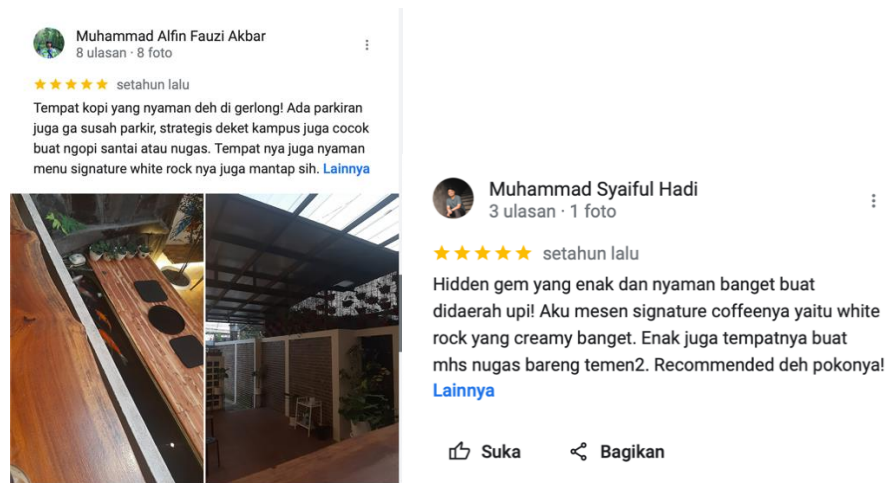 Muhammad Alfin Fauzi Akbar
8 ulasan · 8 foto
setahun lalu
Tempat kopi yang nyaman deh di gerlong! Ada parkiran
juga ga susah parkir, strategis deket kampus juga cocok
buat ngopi santai atau nugas. Tempat nya juga nyaman
menu signature white rock nya juga mantap sih. Lainnya
Muhammad Syaiful Hadi
3 ulasan · 1 foto
setahun lalu
Hidden gem yang enak dan nyaman banget buat
didaerah upi! Aku mesen signature coffeenya yaitu white
rock yang creamy banget. Enak juga tempatnya buat
mhs nugas bareng temen2. Recommended deh pokonya!
Lainnya
Suka
Bagikan